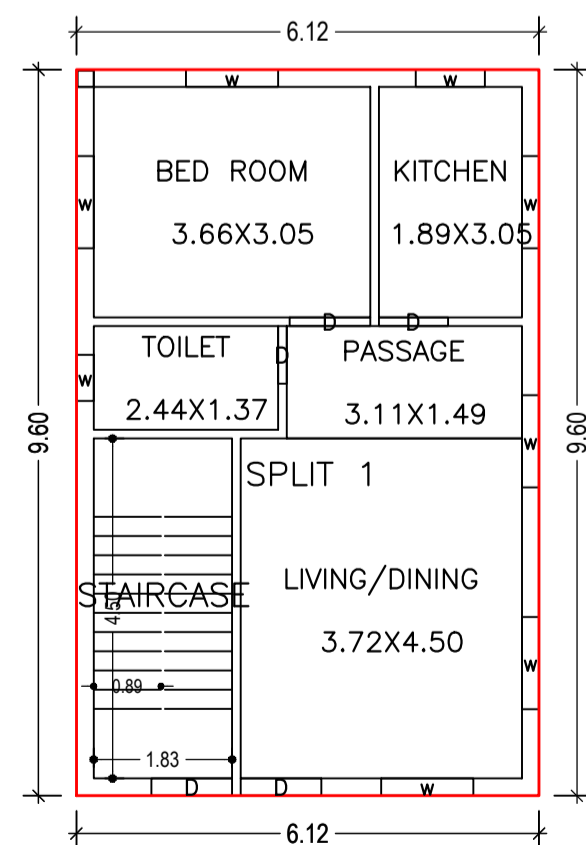 6.12
W
W
BED ROOM
KITCHEN
W
W
3.66X3.05
1.89X3.05
D
D
TOILET
D
PASSAGE
W
2.44X1.37
3.11X1.49
9.60
9.60
W
SPLIT 1
LIVING/DINING
STAIRCASE
3.72X4.50
W
0.89
1.83
D
D
W
6.12